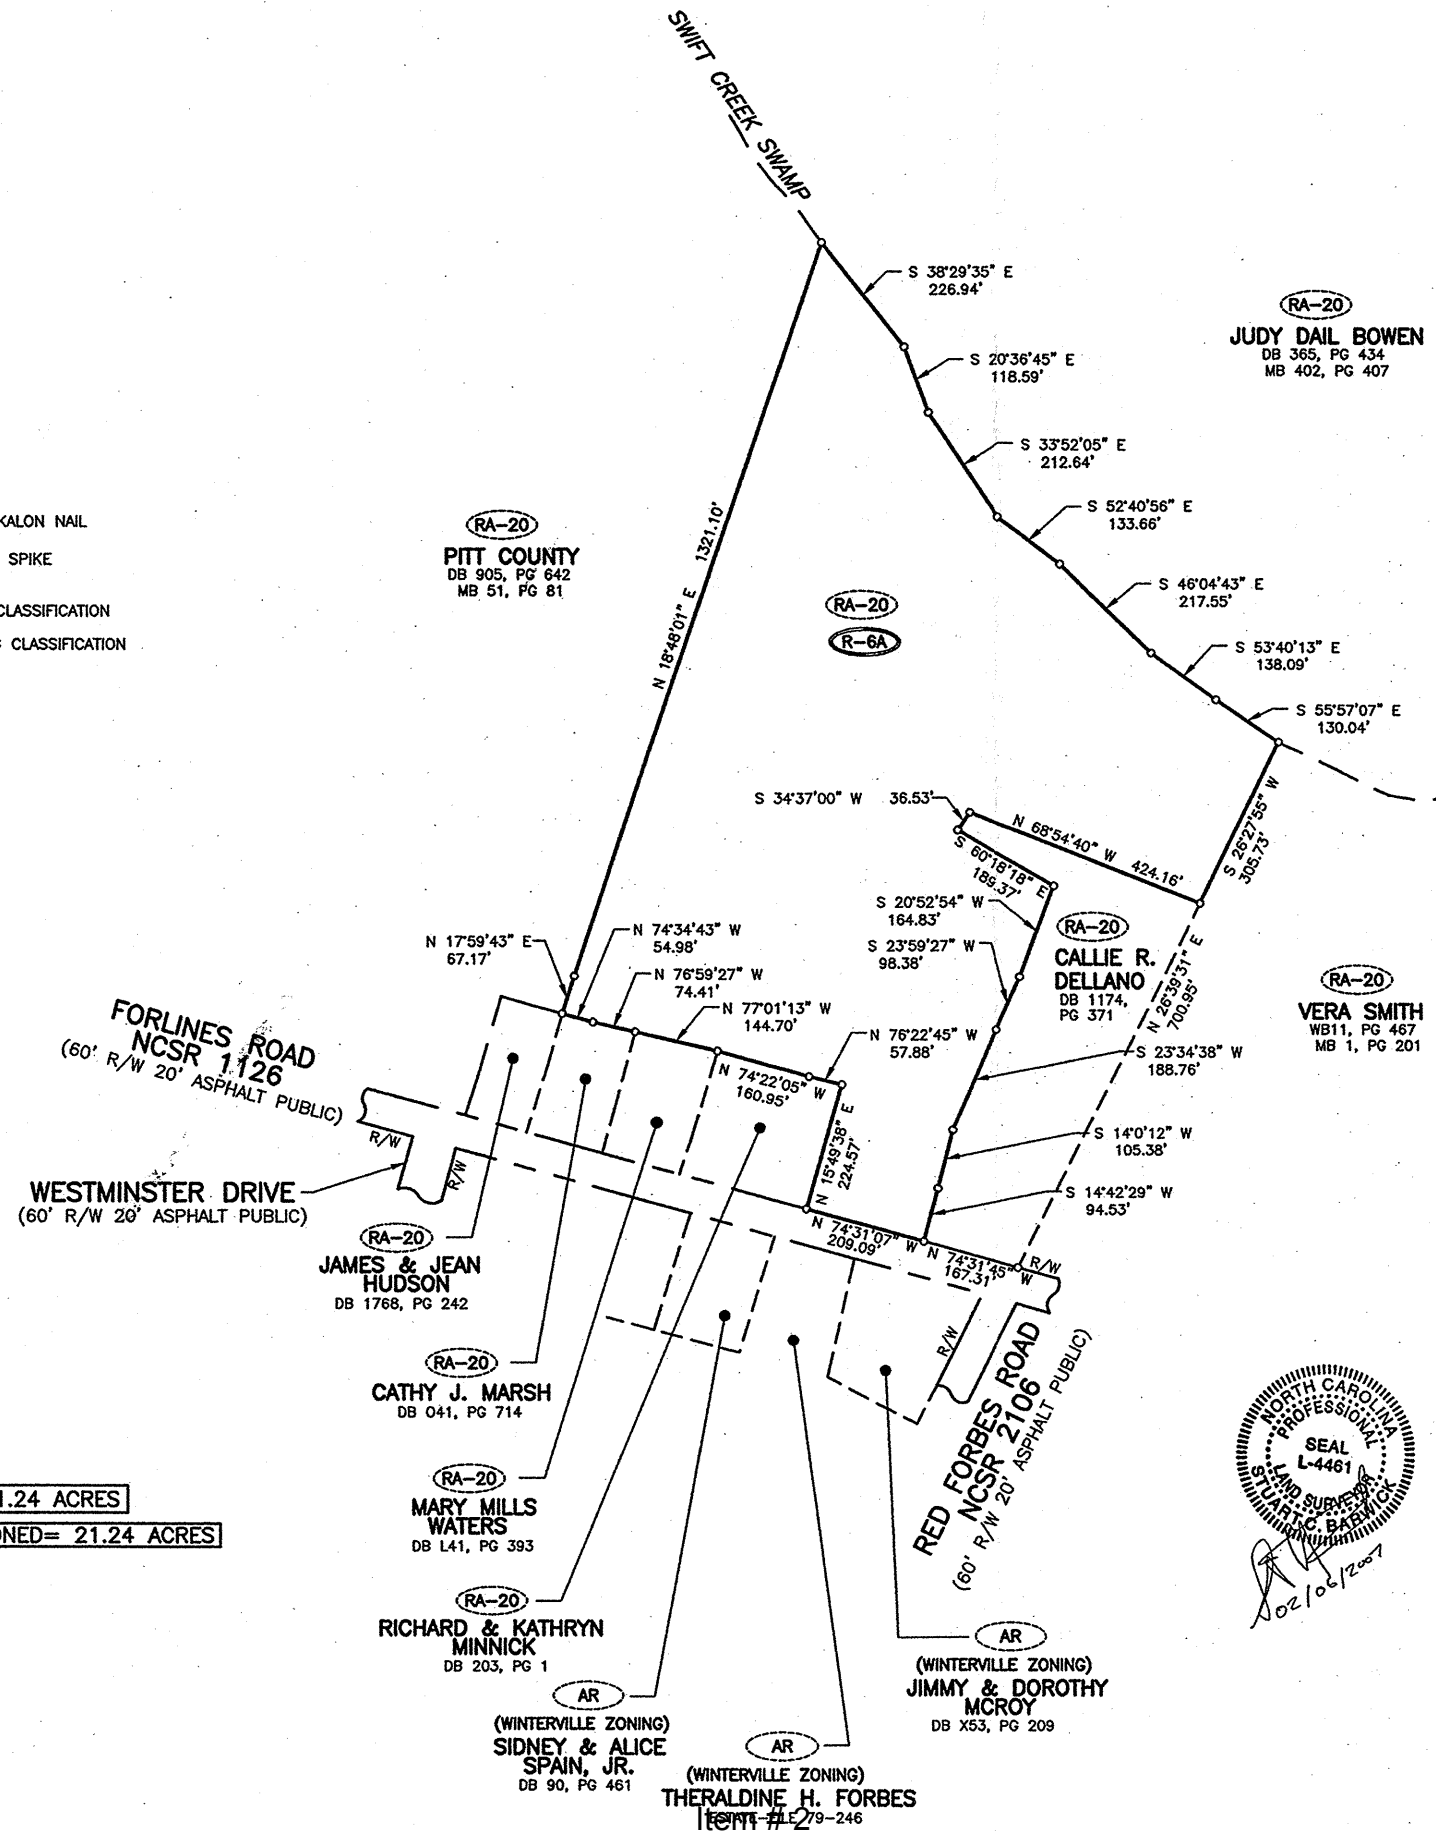 SWIFT CREEK SWAMP
S 38°29'35" E
226.94'
S 20°36'45" E
118.59'
S 33°52'05" E
212.64'
S 52°40'56" E
133.66'
S 46°04'43" E
217.55'
S 53°40'13" E
138.09'
S 55°57'07" E
130.04'
RA-20
JUDY DAIL BOWEN
DB 365, PG 434
MB 402, PG 407
KALON NAIL
SPIKE
CLASSIFICATION
CLASSIFICATION
RA-20
PITT COUNTY
DB 905, PG 642
MB 51, PG 81
N 18°48'01" E 1321.10'
RA-20
R-6A
S 34°37'00" W 36.53'
N 68°54'40" W 424.16'
S 26°27'55" W
305.73'
S 60°18'18" E
189.37'
S 20°52'54" W
164.83'
S 23°59'27" W
98.38'
RA-20
CALLIE R.
DELLANO
DB 1174,
PG 371
N 26°39'31" E
700.95'
RA-20
VERA SMITH
WB11, PG 467
MB 1, PG 201
N 17°59'43" E
67.17'
N 74°34'43" W
54.98'
N 76°59'27" W
74.41'
N 77°01'13" W
144.70'
N 76°22'45" W
57.88'
N 74°22'05" W
160.95'
N 15°49'38" E
224.57'
S 23°34'38" W
188.76'
S 14°0'12" W
105.38'
S 14°42'29" W
94.53'
N 74°31'07" W
209.09'
N 74°31'45" W
167.31'
R/W
FORLINES ROAD
NCSR 1126
(60' R/W 20' ASPHALT PUBLIC)
R/W
R/W
WESTMINSTER DRIVE
(60' R/W 20' ASPHALT PUBLIC)
RA-20
JAMES & JEAN
HUDSON
DB 1768, PG 242
RA-20
CATHY J. MARSH
DB 041, PG 714
RA-20
MARY MILLS
WATERS
DB L41, PG 393
RA-20
RICHARD & KATHRYN
MINNICK
DB 203, PG 1
AR
(WINTERVILLE ZONING)
SIDNEY & ALICE
SPAIN, JR.
DB 90, PG 461
AR
(WINTERVILLE ZONING)
THERALDINE H. FORBES
ESTATE-FILE 79-246
Item # 2
AR
(WINTERVILLE ZONING)
JIMMY & DOROTHY
MCROY
DB X53, PG 209
R/W
RED FORBES ROAD
NCSR 2106
(60' R/W 20' ASPHALT PUBLIC)
1.24 ACRES
ONED= 21.24 ACRES
NORTH CAROLINA
PROFESSIONAL
SEAL
L-4461
LAND SURVEYOR
STUART C. BARWICK
02/06/2007